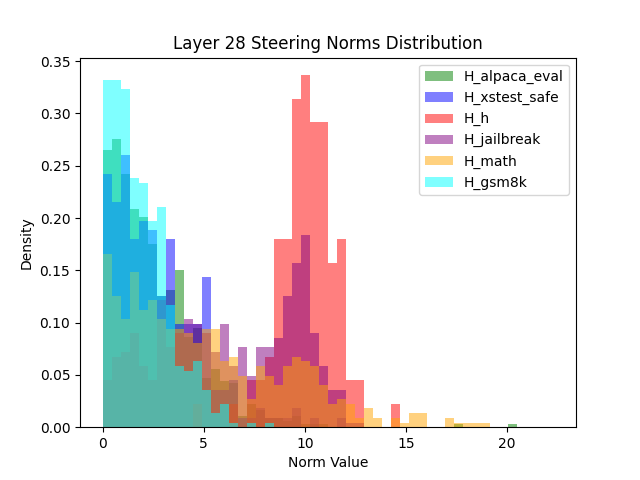 Layer 28 Steering Norms Distribution
0.35
0.30
0.25
0.20
0.15
0.10
0.05
0.00
Density
H_alpaca_eval
H_xstest_safe
H_h
H_jailbreak
H_math
H_gsm8k
0 5 10 15 20
Norm Value